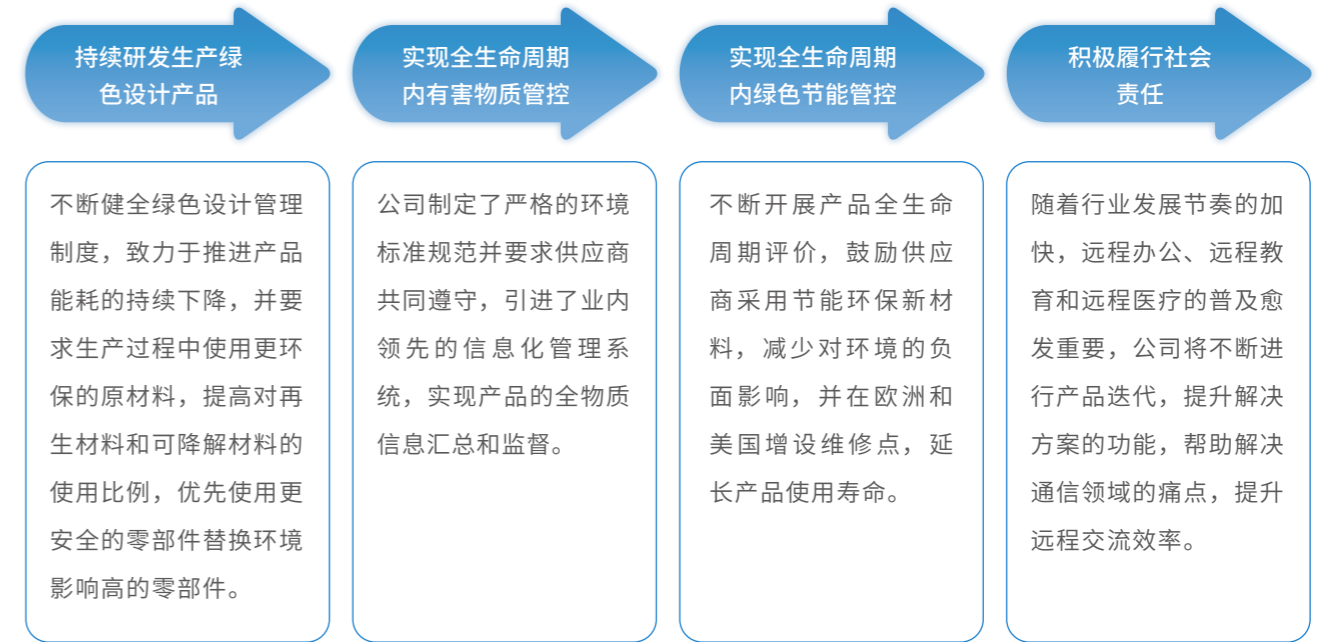 持续研发生产绿
色设计产品
不断健全绿色设计管理
制度，致力于推进产品
能耗的持续下降，并要
求生产过程中使用更环
保的原材料，提高对再
生材料和可降解材料的
使用比例，优先使用更
安全的零部件替换环境
影响高的零部件。
实现全生命周期
内有害物质管控
公司制定了严格的环境
标准规范并要求供应商
共同遵守，引进了业内
领先的信息化管理系
统，实现产品的全物质
信息汇总和监督。
实现全生命周期
内绿色节能管控
不断开展产品全生命
周期评价，鼓励供应
商采用节能环保新材
料，减少对环境的负
面影响，并在欧洲和
美国增设维修点，延
长产品使用寿命。
积极履行社会
责任
随着行业发展节奏的加
快，远程办公、远程教
育和远程医疗的普及愈
发重要，公司将不断进
行产品迭代，提升解决
方案的功能，帮助解决
通信领域的痛点，提升
远程交流效率。